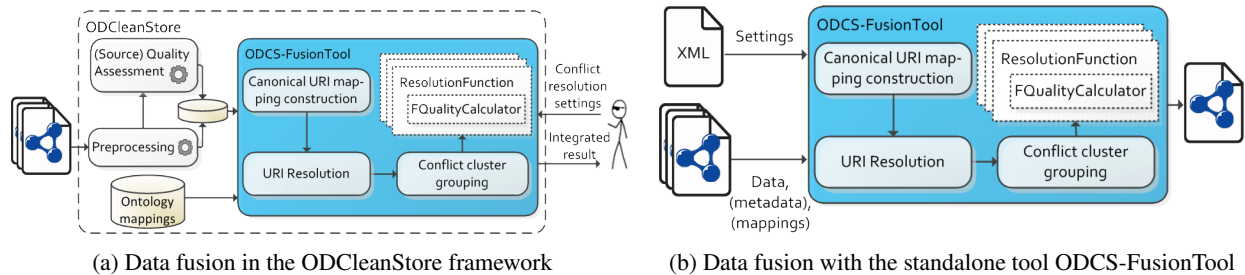 ODCleanStore
(Source) Quality
Assessment
Preprocessing
Ontology
mappings
ODCS-FusionTool
Canonical URI map-
ping construction
URI Resolution
ResolutionFunction
FQualityCalculator
Conflict cluster
grouping
Conflict
resolution
settings
Integrated
result
(a) Data fusion in the ODCleanStore framework
XML
Settings
Data,
(metadata),
(mappings)
ODCS-FusionTool
Canonical URI map-
ping construction
URI Resolution
ResolutionFunction
FQualityCalculator
Conflict cluster
grouping
(b) Data fusion with the standalone tool ODCS-FusionTool